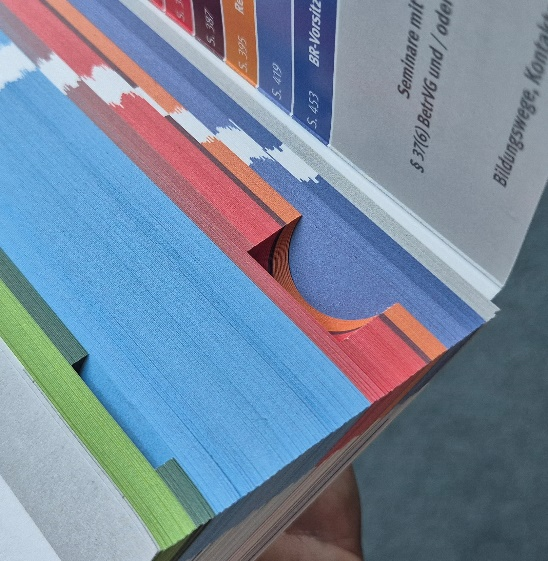 S. 387
S. 395
Re
S. 419
S. 453
BR-Vorsitz
Seminare mit
§ 37(6) BetrVG und / oder
Bildungswege, Kontakt